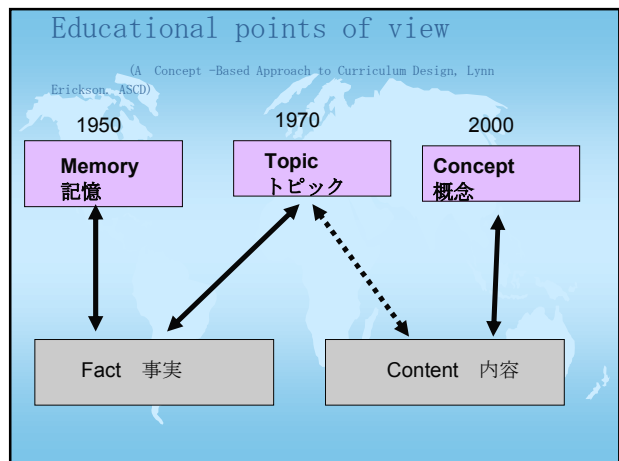 Educational points of view
(A Concept -Based Approach to Curriculum Design, Lynn
Erickson, ASCD)
1950
1970
2000
Memory
記憶
Topic
トピック
Concept
概念
Fact 事実
Content 内容